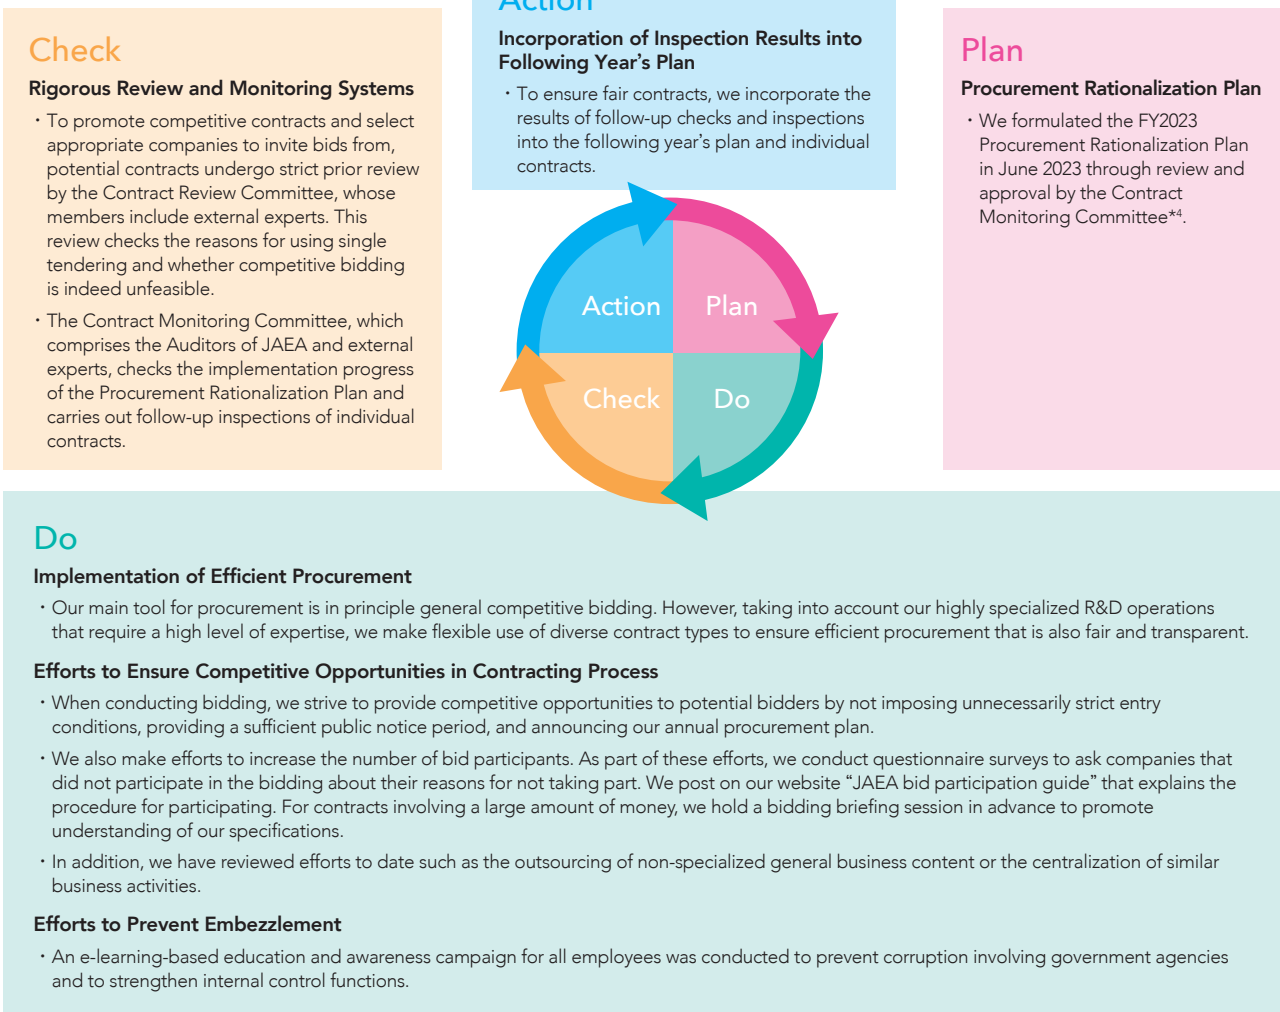 Check
Rigorous Review and Monitoring Systems
・To promote competitive contracts and select
appropriate companies to invite bids from,
potential contracts undergo strict prior review
by the Contract Review Committee, whose
members include external experts. This
review checks the reasons for using single
tendering and whether competitive bidding
is indeed unfeasible.
・The Contract Monitoring Committee, which
comprises the Auditors of JAEA and external
experts, checks the implementation progress
of the Procurement Rationalization Plan and
carries out follow-up inspections of individual
contracts.
Action
Incorporation of Inspection Results into
Following Year’s Plan
・To ensure fair contracts, we incorporate the
results of follow-up checks and inspections
into the following year’s plan and individual
contracts.
Plan
Procurement Rationalization Plan
・We formulated the FY2023
Procurement Rationalization Plan
in June 2023 through review and
approval by the Contract
Monitoring Committee*4.
Action
Plan
Check
Do
Do
Implementation of Efficient Procurement
・Our main tool for procurement is in principle general competitive bidding. However, taking into account our highly specialized R&D operations
that require a high level of expertise, we make flexible use of diverse contract types to ensure efficient procurement that is also fair and transparent.
Efforts to Ensure Competitive Opportunities in Contracting Process
・When conducting bidding, we strive to provide competitive opportunities to potential bidders by not imposing unnecessarily strict entry
conditions, providing a sufficient public notice period, and announcing our annual procurement plan.
・We also make efforts to increase the number of bid participants. As part of these efforts, we conduct questionnaire surveys to ask companies that
did not participate in the bidding about their reasons for not taking part. We post on our website “JAEA bid participation guide” that explains the
procedure for participating. For contracts involving a large amount of money, we hold a bidding briefing session in advance to promote
understanding of our specifications.
・In addition, we have reviewed efforts to date such as the outsourcing of non-specialized general business content or the centralization of similar
business activities.
Efforts to Prevent Embezzlement
・An e-learning-based education and awareness campaign for all employees was conducted to prevent corruption involving government agencies
and to strengthen internal control functions.